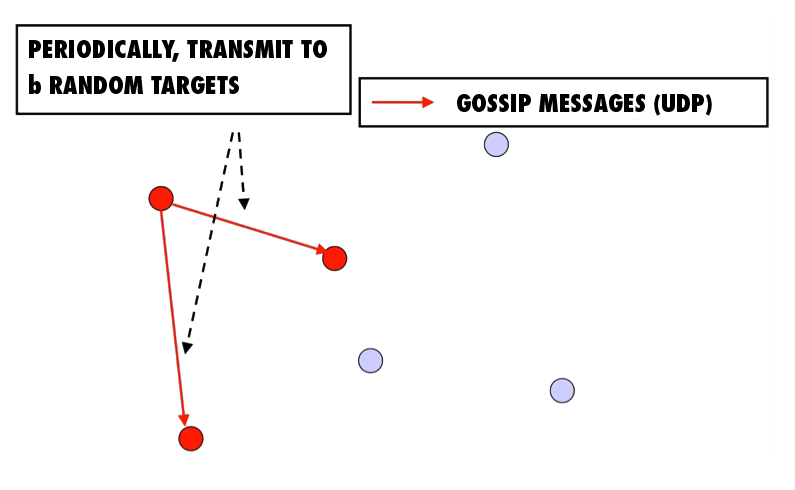 PERIODICALLY, TRANSMIT TO
b RANDOM TARGETS
GOSSIP MESSAGES (UDP)